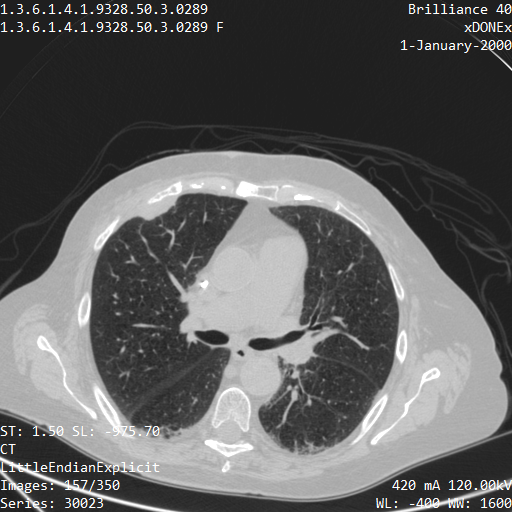 1.3.6.1.4.1.9328.50.3.0289
1.3.6.1.4.1.9328.50.3.0289 F
Brilliance 40
xDONEx
1-January-2000
ST: 1.50 SL: -975.70
CT
LittleEndianExplicit
Images: 157/350
Series: 30023
420 mA 120.00kV
WL: -400 WW: 1600